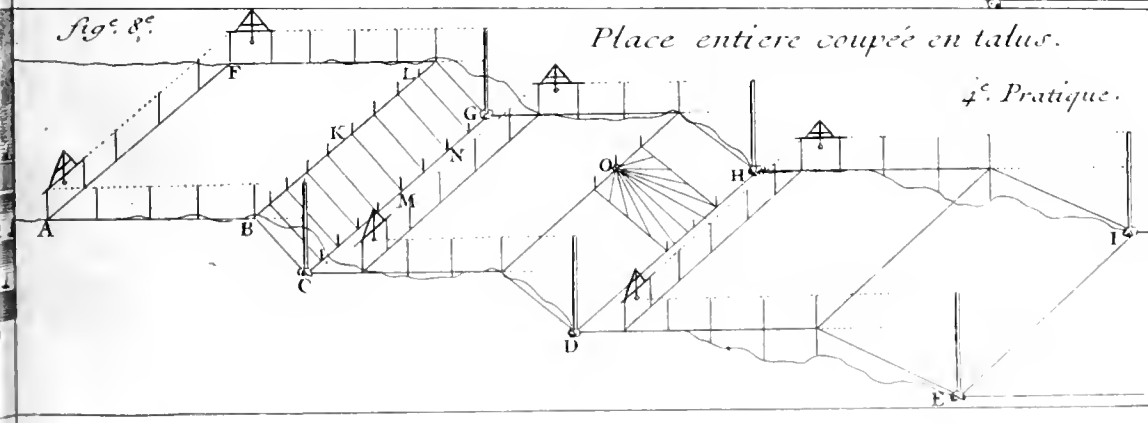 fig.e 8.e
Place entiere coupée en talus.
4.e Pratique.
F
L
G
K
N
O
H
M
A
B
I
C
D
E